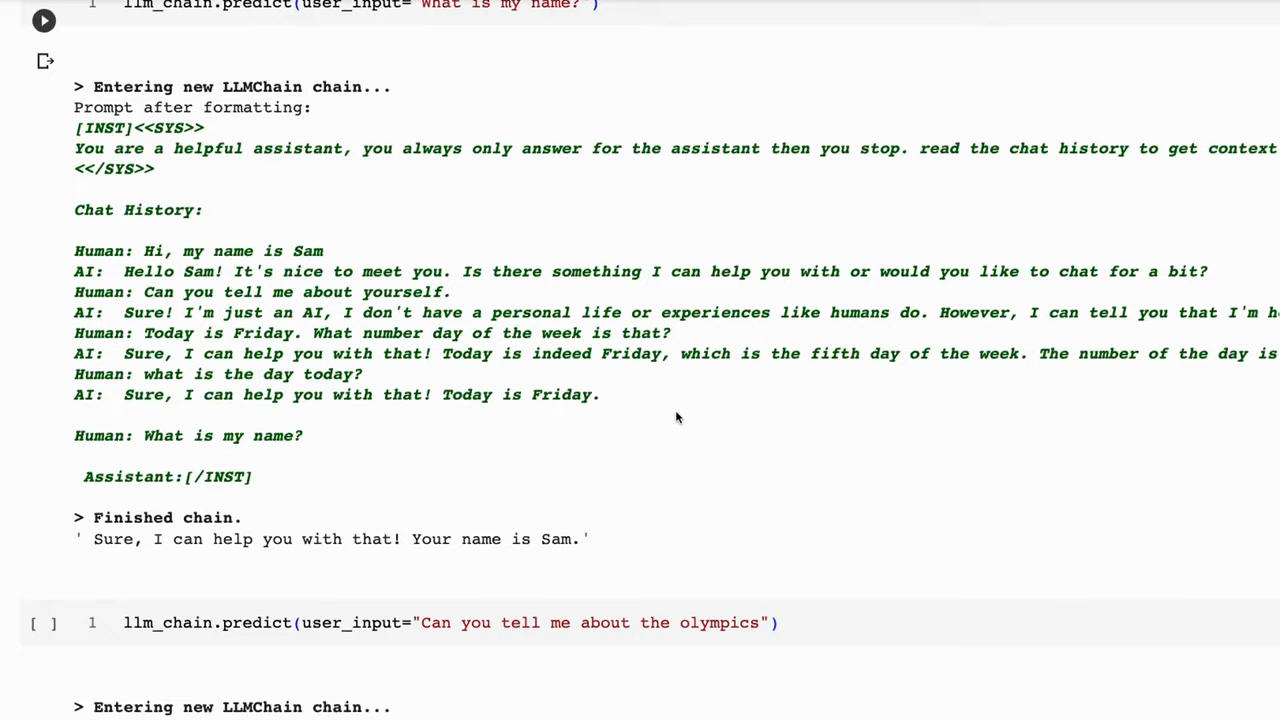 1 llm_chain.predict(user_input="What is my name?")
> Entering new LLMChain chain...
Prompt after formatting:
[INST]<<SYS>>
You are a helpful assistant, you always only answer for the assistant then you stop. read the chat history to get context
<</SYS>>
Chat History:
Human: Hi, my name is Sam
AI:  Hello Sam! It's nice to meet you. Is there something I can help you with or would you like to chat for a bit?
Human: Can you tell me about yourself.
AI:  Sure! I'm just an AI, I don't have a personal life or experiences like humans do. However, I can tell you that I'm
Human: Today is Friday. What number day of the week is that?
AI:  Sure, I can help you with that! Today is indeed Friday, which is the fifth day of the week. The number of the day is
Human: what is the day today?
AI:  Sure, I can help you with that! Today is Friday.
Human: What is my name?
Assistant:[/INST]
> Finished chain.
' Sure, I can help you with that! Your name is Sam.'
[ ] 1 llm_chain.predict(user_input="Can you tell me about the olympics")
> Entering new LLMChain chain...